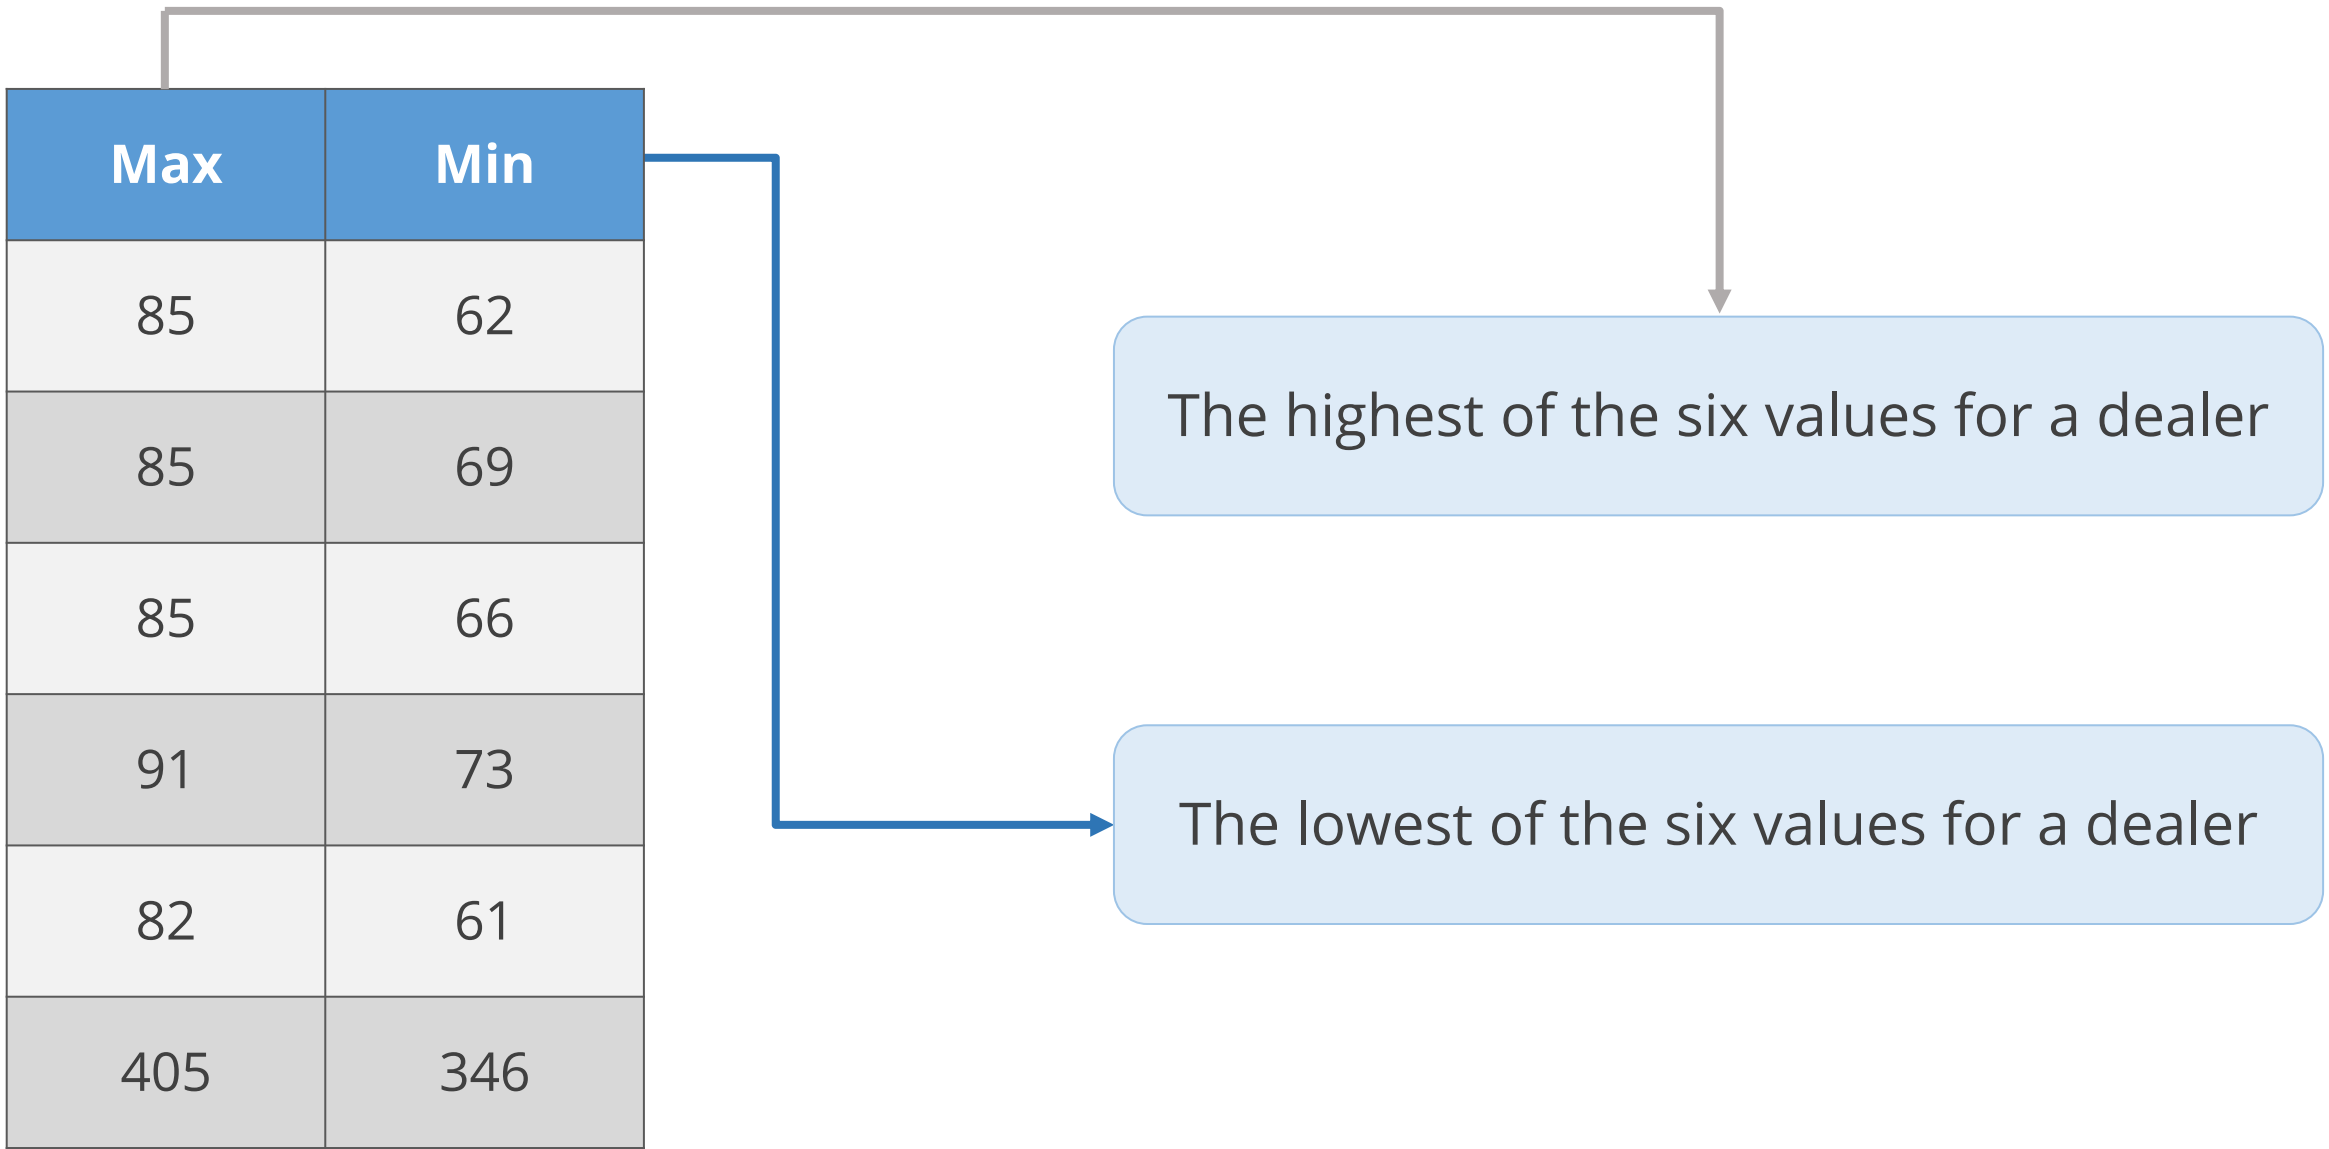 Max Min
85 62
85 69
85 66
91 73
82 61
405 346
The highest of the six values for a dealer
The lowest of the six values for a dealer